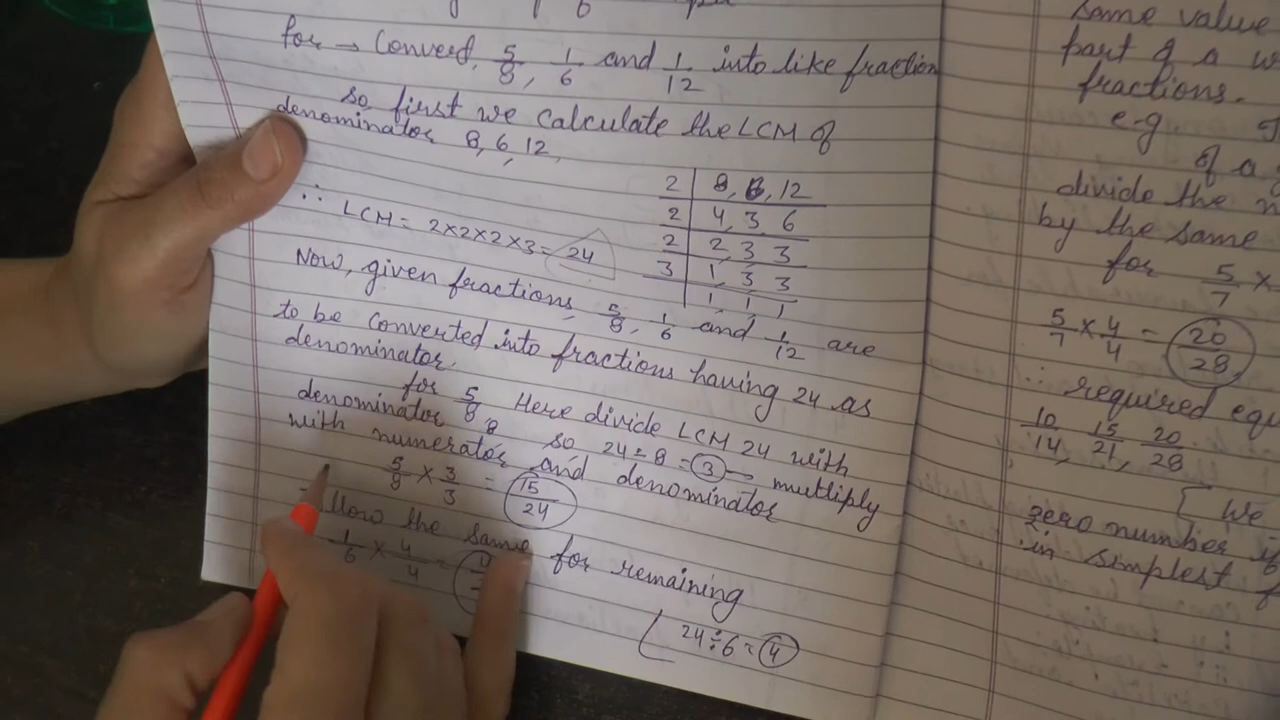 for → Convert, 5/8, 1/6 and 1/12 into like fraction
so first we calculate the LCM of
denominator 8, 6, 12,
2 | 8, 6, 12
2 | 4, 3, 6
2 | 2, 3 3
3 | 1, 3 3
1, 1, 1
∴ LCM = 2×2×2×3= 24
Now, given fractions, 5/8, 1/6 and 1/12 are
to be converted into fractions having 24 as
denominator.
for 5/8 Here divide LCM 24 with
denominator 8 so 24÷8 = 3 → multiply
with numerator and denominator
5/8 × 3/3 = 15/24
the same for remaining
1/6 × 4/4 =
[ 24÷6 = 4
same value
part of a
fractions.
e-g
of a
divide the
by the same
for 5/7 ×
5/7 × 4/4 = 20/28,
∴ required
10/14, 15/21, 20/28
[ We
zero number
in simplest